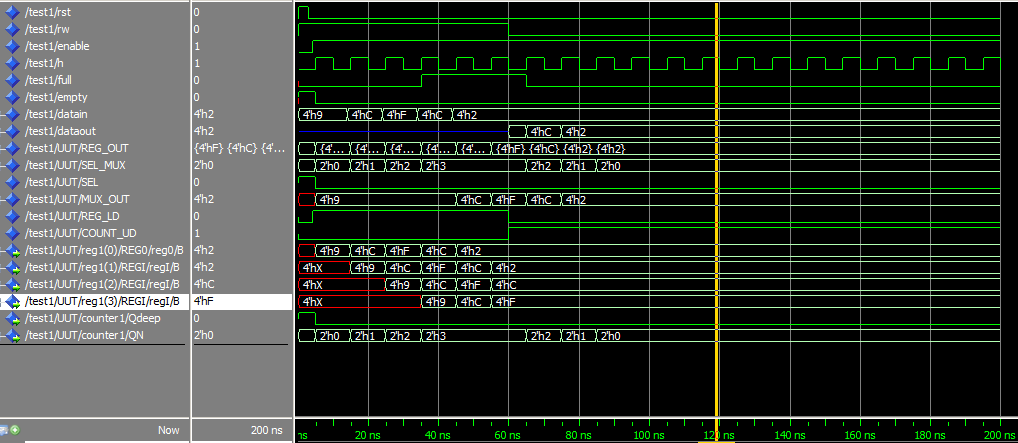 /test1/rst 0
/test1/rw 0
/test1/enable 1
/test1/h 1
/test1/full 0
/test1/empty 0
/test1/datain 4'h2 4'h9 4'hC 4'hF 4'hC 4'h2
/test1/dataout 4'h2 4'hC 4'h2
/test1/UUT/REG_OUT {4'hF} {4'hC} {4'... {4'... {4'... {4'... {4'... {4'... {4'hF} {4'hC} {4'h2} {4'h2}
/test1/UUT/SEL_MUX 2'h0 2'h0 2'h1 2'h2 2'h3 2'h2 2'h1 2'h0
/test1/UUT/SEL 0
/test1/UUT/MUX_OUT 4'h2 4'h9 4'hC 4'hF 4'hC 4'h2
/test1/UUT/REG_LD 0
/test1/UUT/COUNT_UD 1
/test1/UUT/reg1(0)/REG0/reg0/B 4'h2 4'h9 4'hC 4'hF 4'hC 4'h2
/test1/UUT/reg1(1)/REGI/regI/B 4'h2 4'hX 4'h9 4'hC 4'hF 4'hC 4'h2
/test1/UUT/reg1(2)/REGI/regI/B 4'hC 4'hX 4'h9 4'hC 4'hF 4'hC
/test1/UUT/reg1(3)/REGI/regI/B 4'hF 4'hX 4'h9 4'hC 4'hF
/test1/UUT/counter1/Qdeep 0
/test1/UUT/counter1/QN 2'h0 2'h0 2'h1 2'h2 2'h3 2'h2 2'h1 2'h0
Now 200 ns ns 20 ns 40 ns 60 ns 80 ns 100 ns 120 ns 140 ns 160 ns 180 ns 200 ns